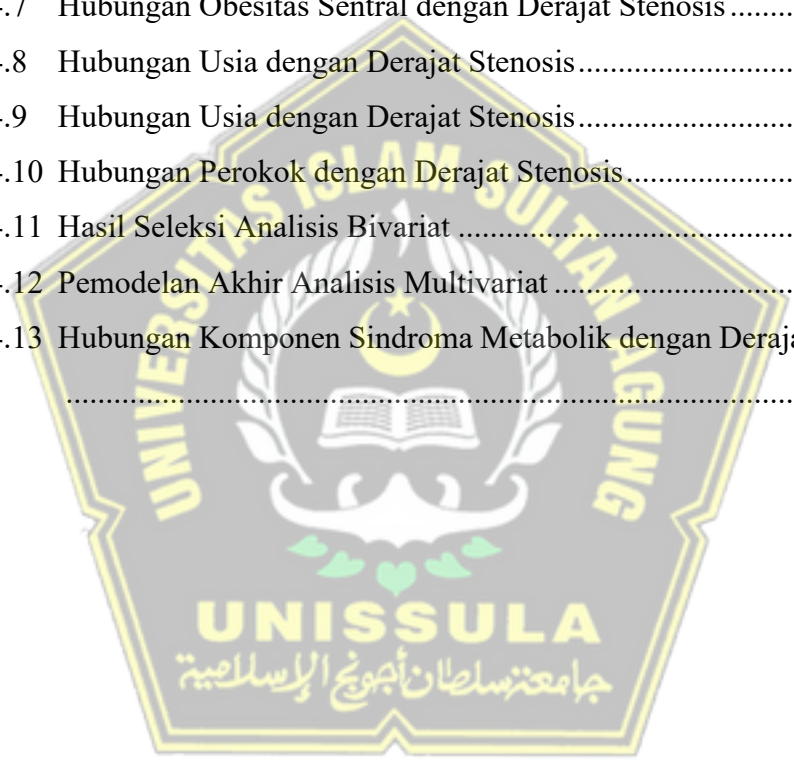 .7 Hubungan Obesitas Sentral dengan Derajat Stenosis.........
.8 Hubungan Usia dengan Derajat Stenosis............................
.9 Hubungan Usia dengan Derajat Stenosis............................
.10 Hubungan Perokok dengan Derajat Stenosis......................
.11 Hasil Seleksi Analisis Bivariat ...........................................
.12 Pemodelan Akhir Analisis Multivariat ...............................
.13 Hubungan Komponen Sindroma Metabolik dengan Deraja
.............................................................................................
UNIVERSITAS ISLAM SULTAN AGUNG
UNISSULA
جامعة سلطان أجونج الإسلامية